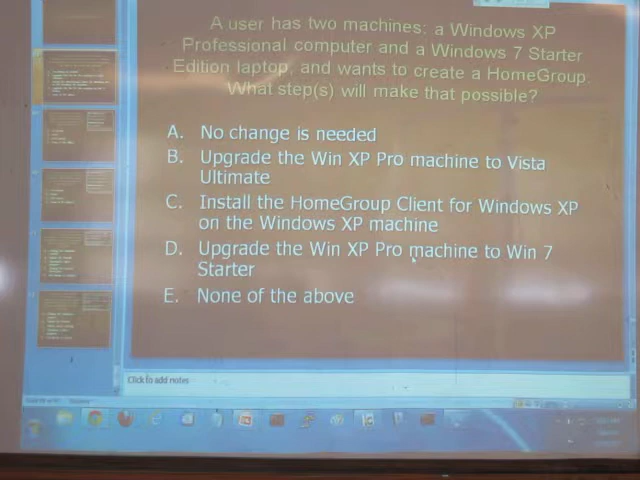 A user has two machines: a Windows XP
Professional computer and a Windows 7 Starter
Edition laptop, and wants to create a HomeGroup.
What step(s) will make that possible?
A. No change is needed
B. Upgrade the Win XP Pro machine to Vista
Ultimate
C. Install the HomeGroup Client for Windows XP
on the Windows XP machine
D. Upgrade the Win XP Pro machine to Win 7
Starter
E. None of the above
Click to add notes